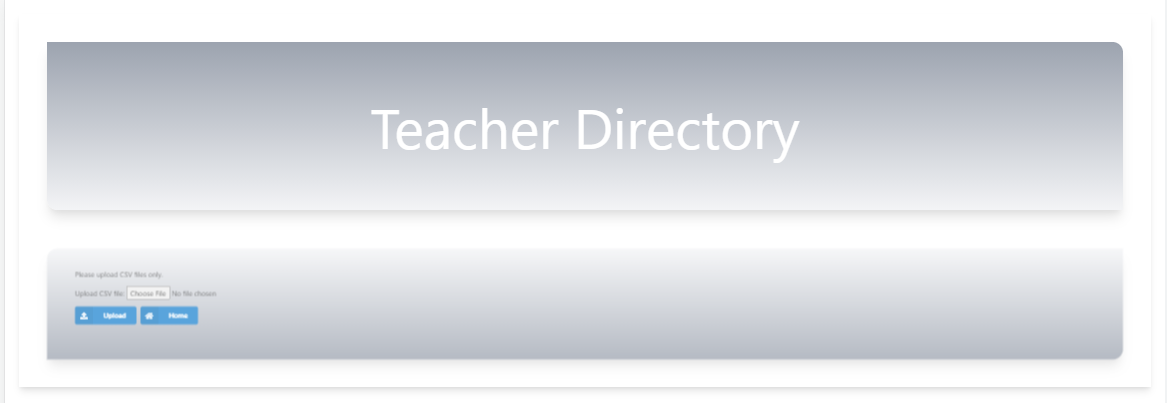 Teacher Directory
Please upload CSV files only.
Upload CSV file: Choose File No file chosen
Upload Home